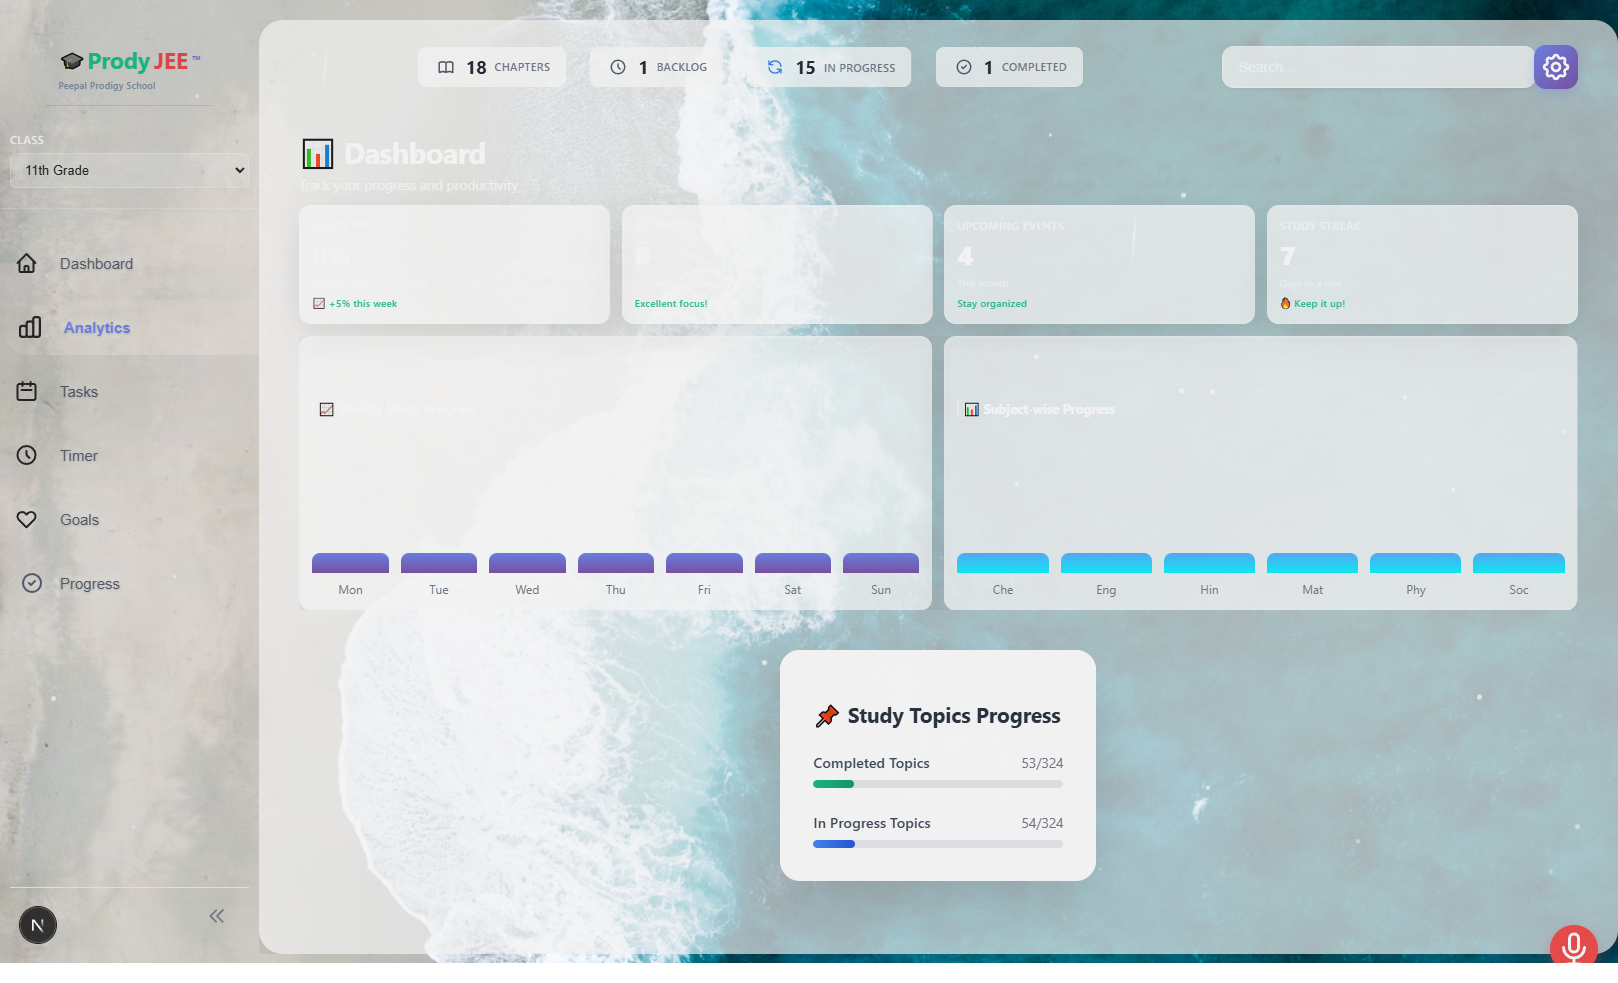 Prody JEE ™
Peepal Prodigy School
CLASS
11th Grade
Dashboard
Analytics
Tasks
Timer
Goals
Progress
N
18 CHAPTERS
1 BACKLOG
15 IN PROGRESS
1 COMPLETED
Search...
Dashboard
Track your progress and productivity
0%
+5% this week
0
Excellent focus!
UPCOMING EVENTS
4
This month
Stay organized
STUDY STREAK
7
Days in a row
Keep it up!
Study Progress
Mon Tue Wed Thu Fri Sat Sun
Subject-wise Progress
Che Eng Hin Mat Phy Soc
Study Topics Progress
Completed Topics 53/324
In Progress Topics 54/324